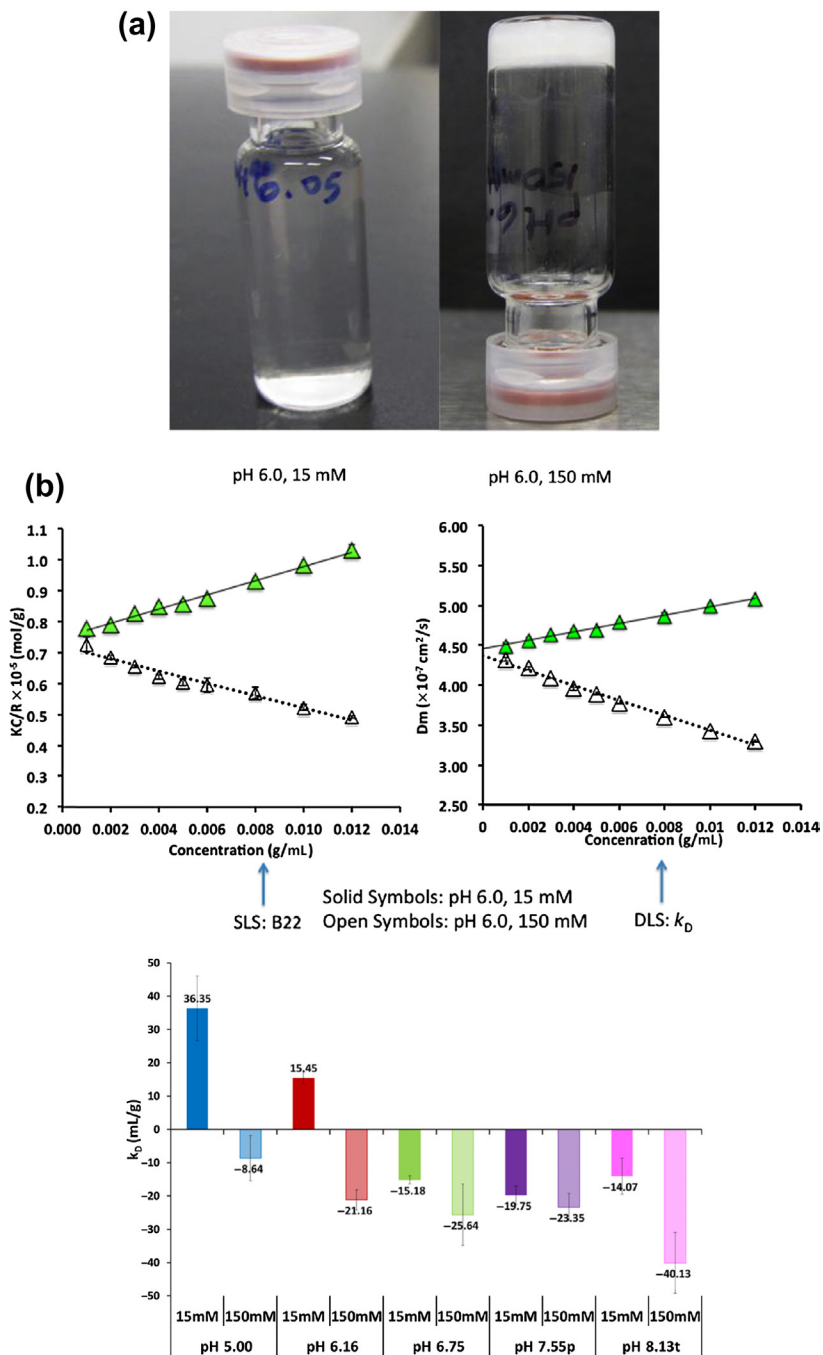 (a)
6.05
150mM
pH 6.
pH 6.0, 15 mM
pH 6.0, 150 mM
(b)
KC/R × 10⁻⁵ (mol/g)
1.1
1.0
0.9
0.8
0.7
0.6
0.5
0.4
0.3
0.2
0.000 0.002 0.004 0.006 0.008 0.010 0.012 0.014
Concentration (g/mL)
Dm (×10⁻⁷ cm²/s)
6.00
5.50
5.00
4.50
4.00
3.50
3.00
2.50
0 0.002 0.004 0.006 0.008 0.01 0.012 0.014
Concenration (g/mL)
SLS: B22
Solid Symbols: pH 6.0, 15 mM
Open Symbols: pH 6.0, 150 mM
DLS: k_D
k_D (mL/g)
50
40
30
20
10
0
−10
−20
−30
−40
−50
36.35
−8.64
15.45
−21.16
−15.18
−25.64
−19.75
−23.35
−14.07
−40.13
15mM 150mM 15mM 150mM 15mM 150mM 15mM 150mM 15mM 150mM
pH 5.00 pH 6.16 pH 6.75 pH 7.55p pH 8.13t